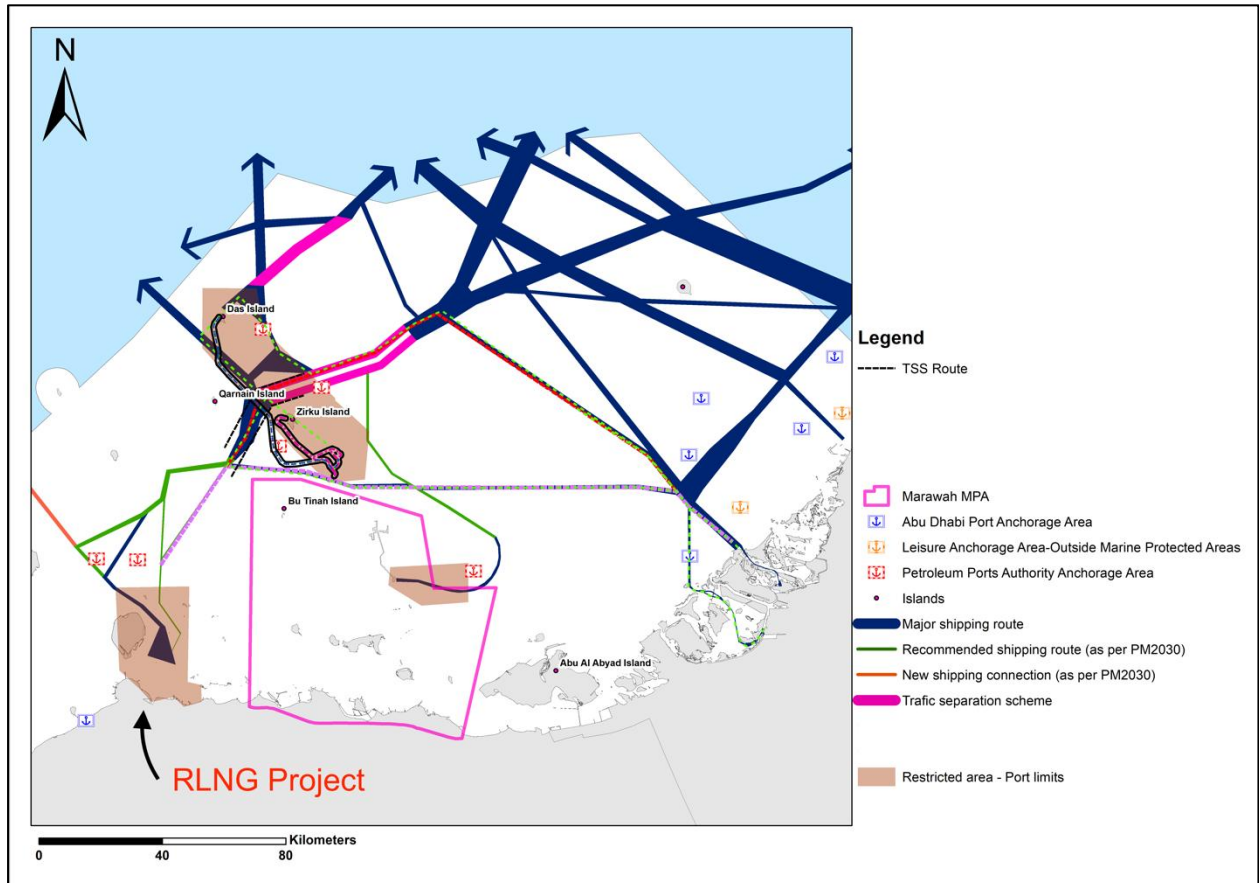 N
Das Island
Qarnain Island
Zirku Island
Bu Tinah Island
Abu Al Abyad Island
RLNG Project
Kilometers
0 40 80
Legend
TSS Route
Marawah MPA
Abu Dhabi Port Anchorage Area
Leisure Anchorage Area-Outside Marine Protected Areas
Petroleum Ports Authority Anchorage Area
Islands
Major shipping route
Recommended shipping route (as per PM2030)
New shipping connection (as per PM2030)
Trafic separation scheme
Restricted area - Port limits